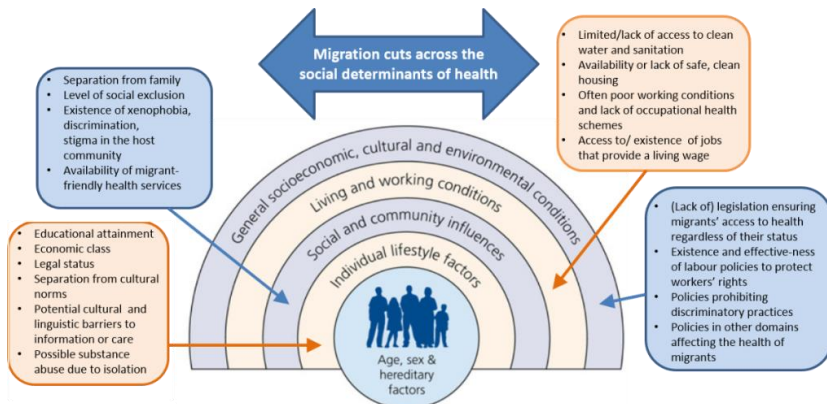 Migration cuts across the
social determinants of health
• Separation from family
• Level of social exclusion
• Existence of xenophobia,
discrimination,
stigma in the host
community
• Availability of migrant-
friendly health services
• Limited/lack of access to clean
water and sanitation
• Availability or lack of safe, clean
housing
• Often poor working conditions
and lack of occupational health
schemes
• Access to/ existence of jobs
that provide a living wage
• Educational attainment
• Economic class
• Legal status
• Separation from cultural
norms
• Potential cultural and
linguistic barriers to
information or care
• Possible substance
abuse due to isolation
General socioeconomic, cultural and environmental conditions
Living and working conditions
Social and community influences
Individual lifestyle factors
Age, sex &
hereditary
factors
• (Lack of) legislation ensuring
migrants' access to health
regardless of their status
• Existence and effective-ness
of labour policies to protect
workers' rights
• Policies prohibiting
discriminatory practices
• Policies in other domains
affecting the health of
migrants